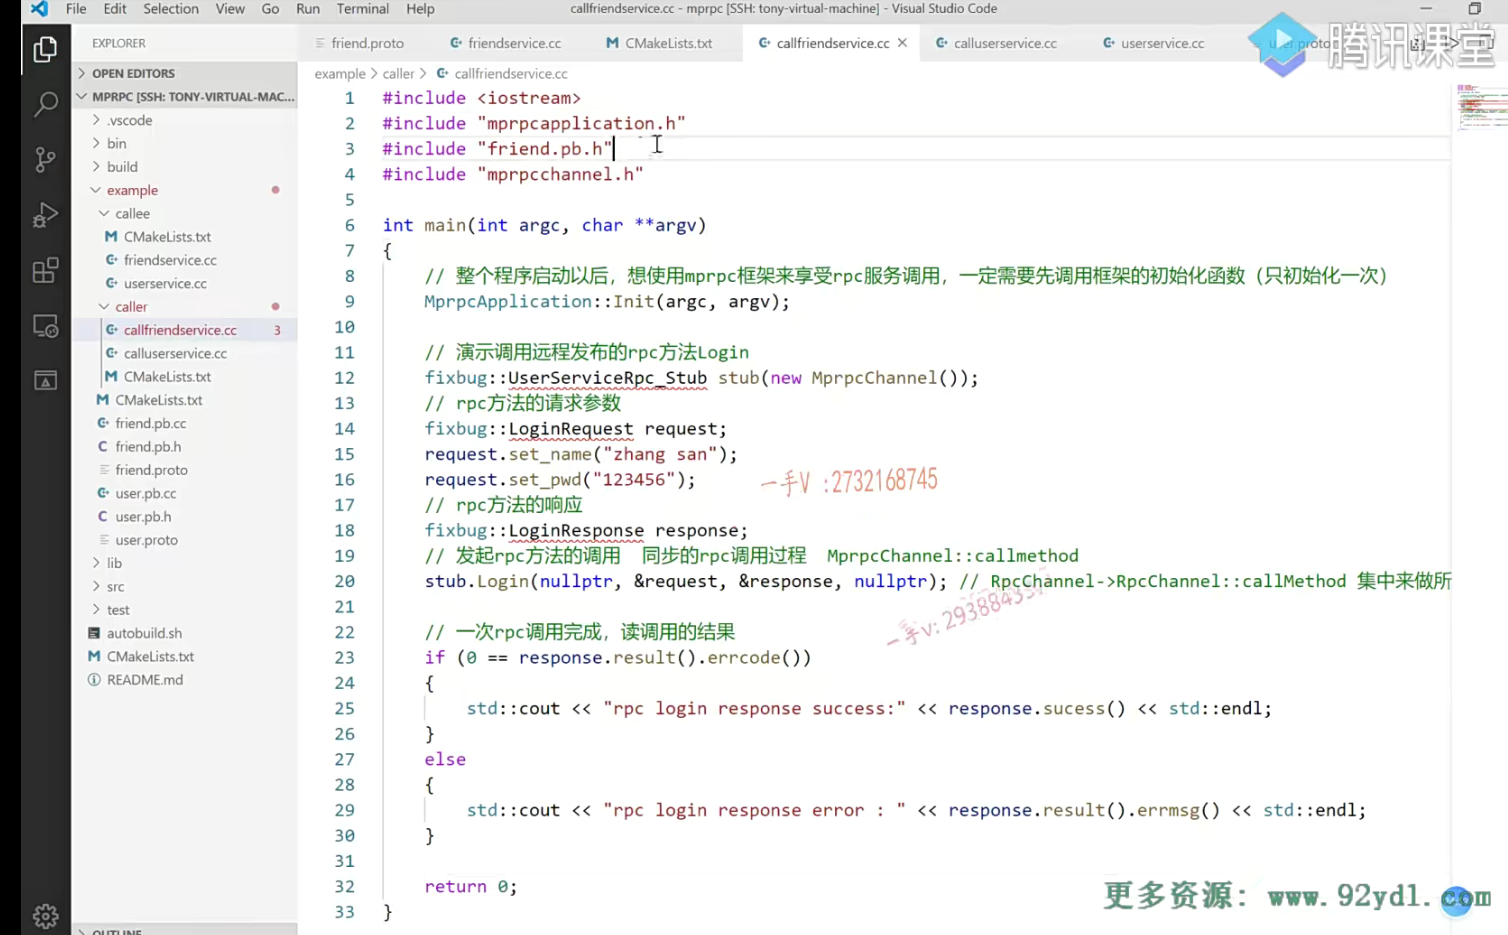 File Edit Selection View Go Run Terminal Help
callfriendservice.cc - mprpc [SSH: tony-virtual-machine] - Visual Studio Code
EXPLORER
OPEN EDITORS
MPRPC [SSH: TONY-VIRTUAL-MAC...
.vscode
bin
build
example
callee
CMakeLists.txt
friendservice.cc
userservice.cc
caller
callfriendservice.cc 3
calluserservice.cc
CMakeLists.txt
CMakeLists.txt
friend.pb.cc
friend.pb.h
friend.proto
user.pb.cc
user.pb.h
user.proto
lib
src
test
autobuild.sh
CMakeLists.txt
README.md
OUTLINE
friend.proto friendservice.cc CMakeLists.txt callfriendservice.cc calluserservice.cc userservice.cc user.proto
腾讯课堂
example > caller > callfriendservice.cc
1 #include <iostream>
2 #include "mprpcapplication.h"
3 #include "friend.pb.h"
4 #include "mprpcchannel.h"
5
6 int main(int argc, char **argv)
7 {
8 // 整个程序启动以后，想使用mprpc框架来享受rpc服务调用，一定需要先调用框架的初始化函数（只初始化一次）
9 MprpcApplication::Init(argc, argv);
10
11 // 演示调用远程发布的rpc方法Login
12 fixbug::UserServiceRpc_Stub stub(new MprpcChannel());
13 // rpc方法的请求参数
14 fixbug::LoginRequest request;
15 request.set_name("zhang san");
16 request.set_pwd("123456");
一手V :2732168745
17 // rpc方法的响应
18 fixbug::LoginResponse response;
19 // 发起rpc方法的调用 同步的rpc调用过程 MprpcChannel::callmethod
20 stub.Login(nullptr, &request, &response, nullptr); // RpcChannel->RpcChannel::callMethod 集中来做所
21
22 // 一次rpc调用完成，读调用的结果
23 if (0 == response.result().errcode())
24 {
25 std::cout << "rpc login response success:" << response.sucess() << std::endl;
26 }
27 else
28 {
29 std::cout << "rpc login response error : " << response.result().errmsg() << std::endl;
30 }
31
32 return 0;
33 }
更多资源：www.92ydl.com